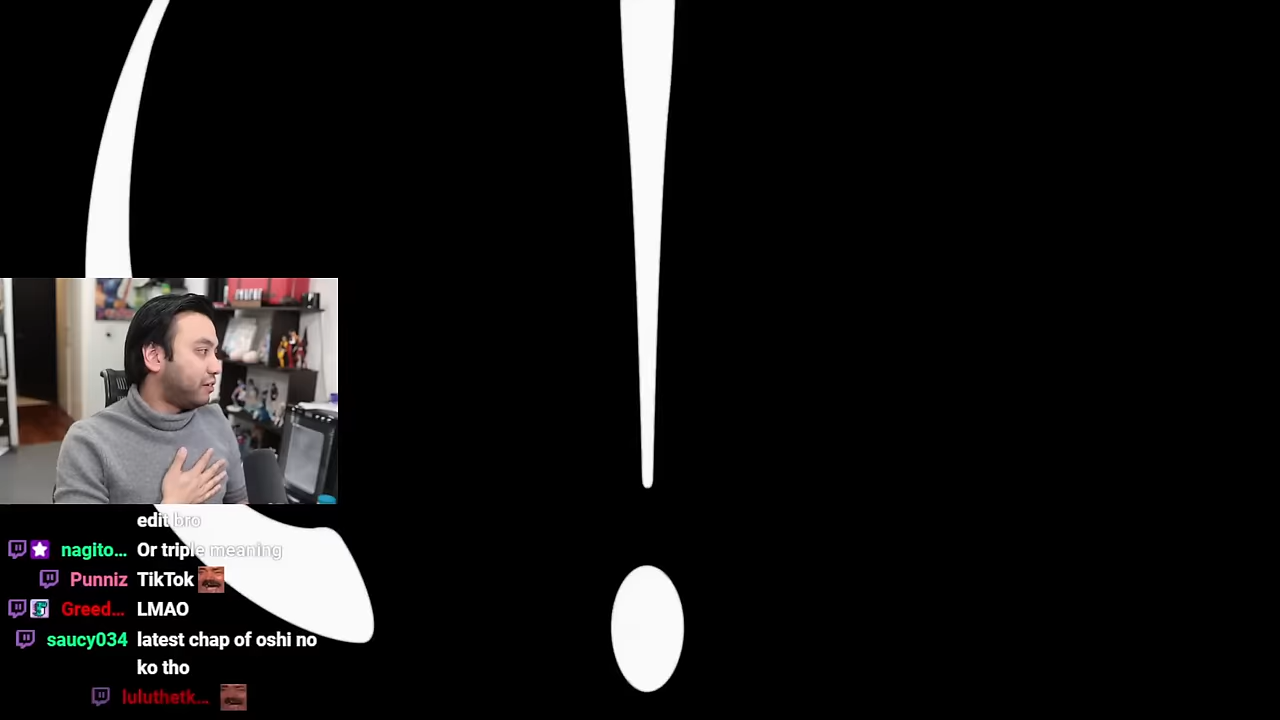 !
edit bro
nagito... Or triple meaning
Punniz TikTok
Greed... LMAO
saucy034 latest chap of oshi no
ko tho
luluthetk...